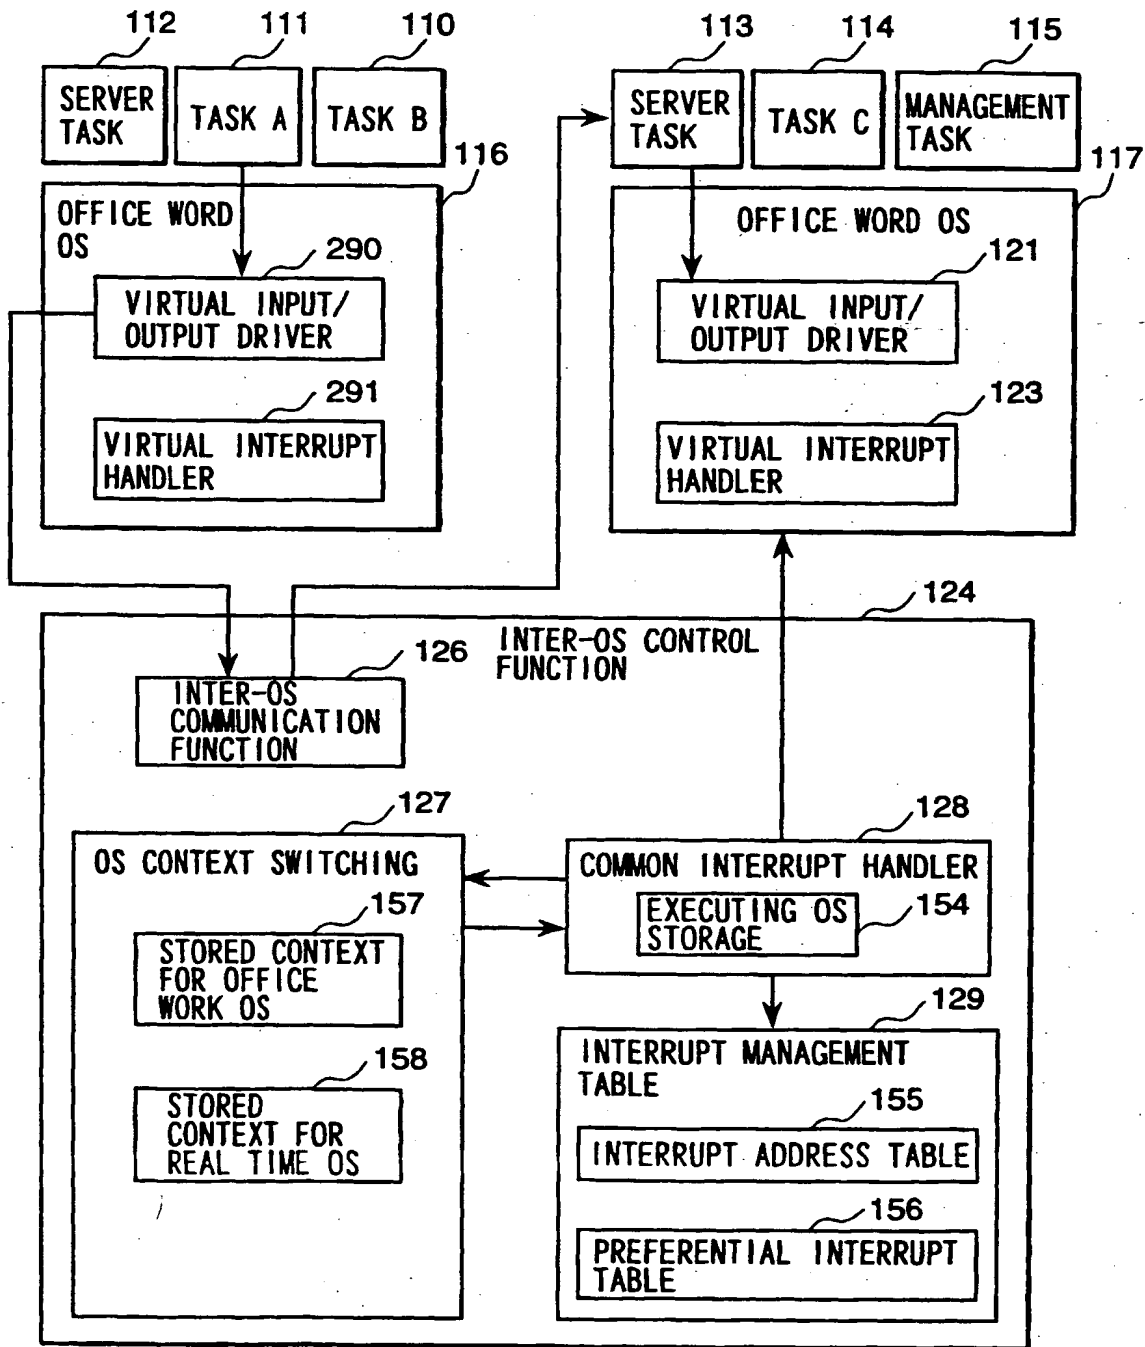 112
111
110
113
114
115
SERVER
TASK
TASK A
TASK B
SERVER
TASK
TASK C
MANAGEMENT
TASK
116
117
OFFICE WORD
OS
290
VIRTUAL INPUT/
OUTPUT DRIVER
291
VIRTUAL INTERRUPT
HANDLER
OFFICE WORD OS
121
VIRTUAL INPUT/
OUTPUT DRIVER
123
VIRTUAL INTERRUPT
HANDLER
124
INTER-OS CONTROL
FUNCTION
126
INTER-OS
COMMUNICATION
FUNCTION
127
OS CONTEXT SWITCHING
157
STORED CONTEXT
FOR OFFICE
WORK OS
158
STORED
CONTEXT FOR
REAL TIME OS
128
COMMON INTERRUPT HANDLER
EXECUTING OS
STORAGE
154
129
INTERRUPT MANAGEMENT
TABLE
155
INTERRUPT ADDRESS TABLE
156
PREFERENTIAL INTERRUPT
TABLE